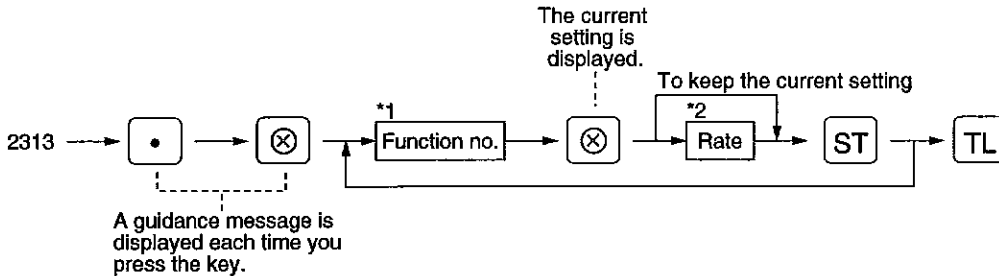 The current
setting is
displayed.
To keep the current setting
*1
*2
2313 • ⊗ Function no. ⊗ Rate ST TL
A guidance message is
displayed each time you
press the key.